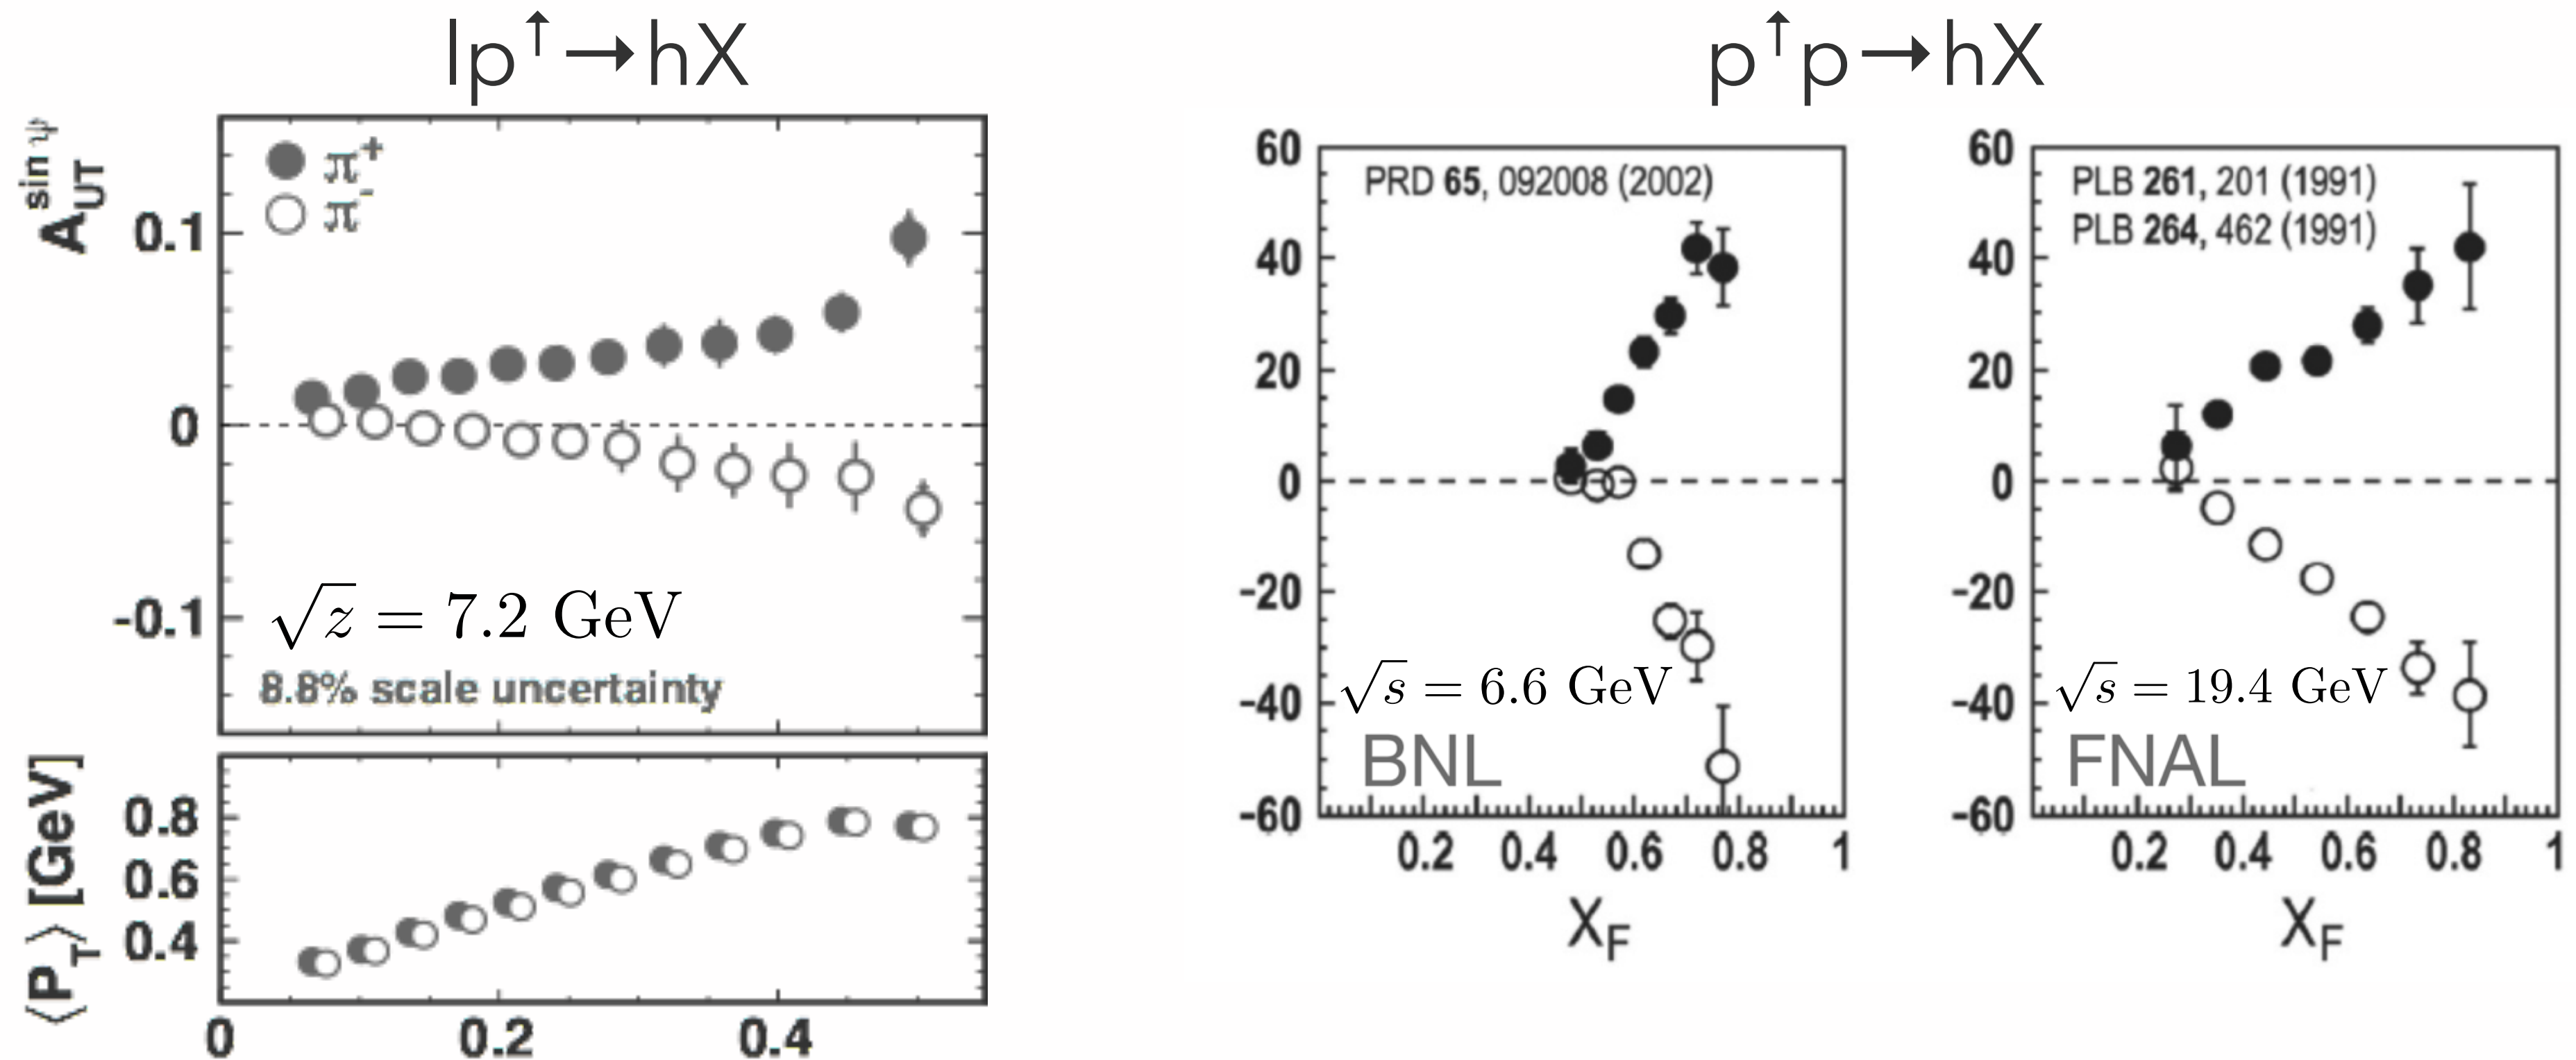 lp↑→hX
A_UT^sin ψ
π+
π-
0.1
0
-0.1
√z = 7.2 GeV
8.8% scale uncertainty
⟨P_T⟩ [GeV]
0.8
0.6
0.4
0 0.2 0.4
p↑p→hX
60
40
20
0
-20
-40
-60
PRD 65, 092008 (2002)
√s = 6.6 GeV
BNL
0.2 0.4 0.6 0.8 1
X_F
60
40
20
0
-20
-40
-60
PLB 261, 201 (1991)
PLB 264, 462 (1991)
√s = 19.4 GeV
FNAL
0.2 0.4 0.6 0.8 1
X_F